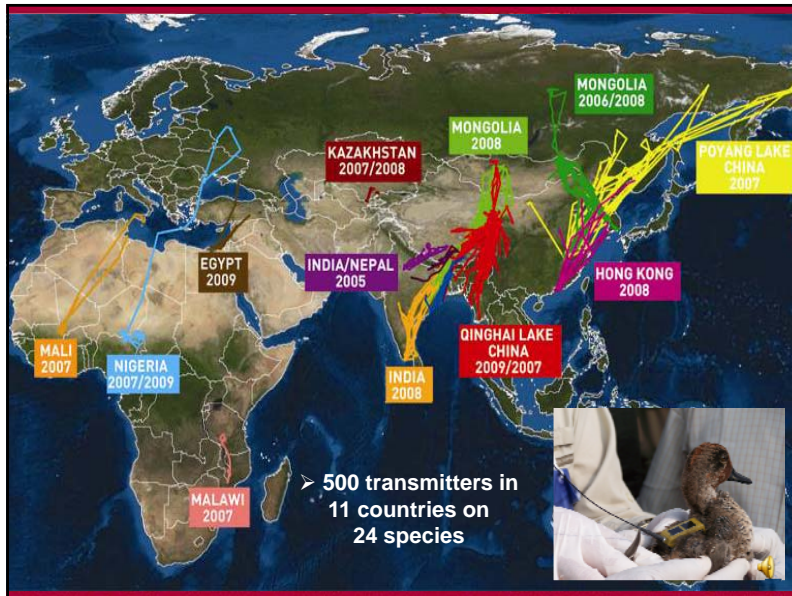 MONGOLIA
2006/2008
MONGOLIA
2008
KAZAKHSTAN
2007/2008
POYANG LAKE
CHINA
2007
EGYPT
2009
INDIA/NEPAL
2005
HONG KONG
2008
MALI
2007
NIGERIA
2007/2009
INDIA
2008
QINGHAI LAKE
CHINA
2009/2007
MALAWI
2007
➢ 500 transmitters in
11 countries on
24 species